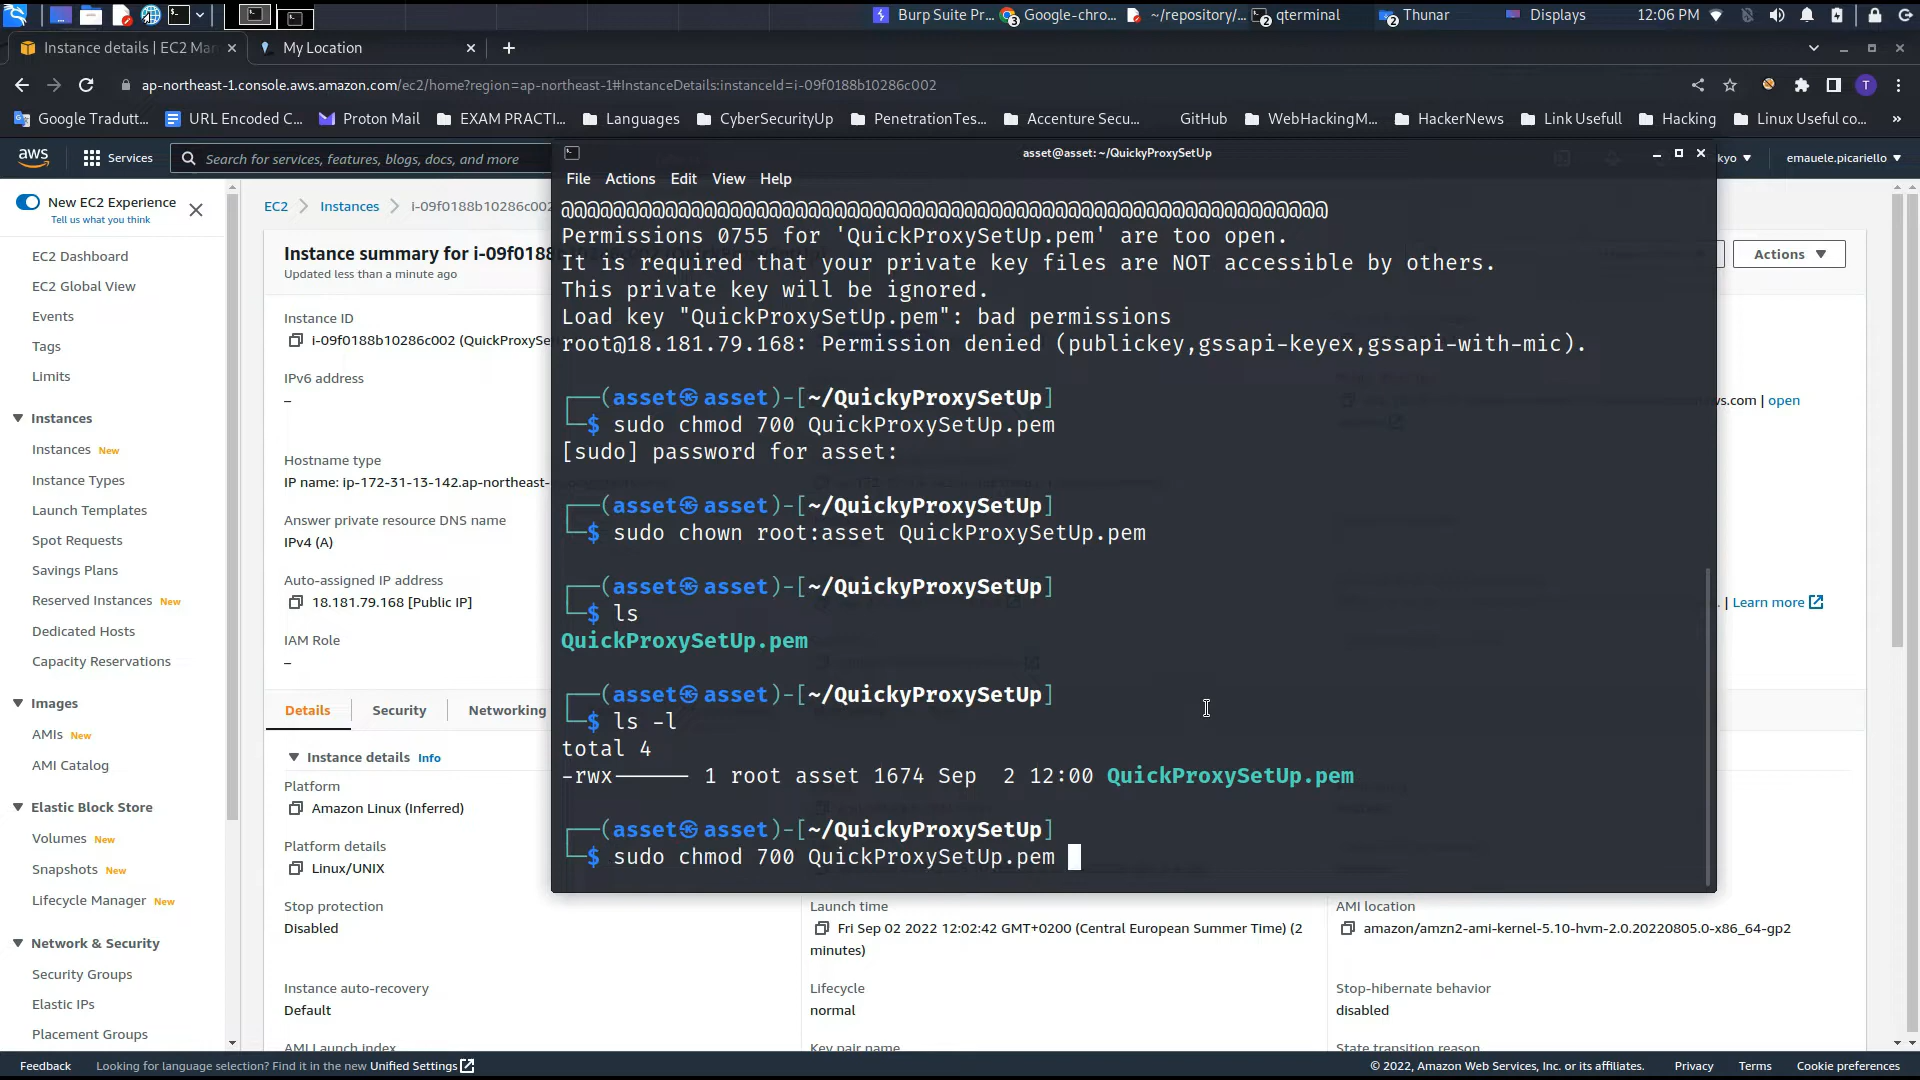 Burp Suite Pr...
Google-chro...
~/repository/...
qterminal
Thunar
Displays
12:06 PM
Instance details | EC2 Man
My Location
ap-northeast-1.console.aws.amazon.com/ec2/home?region=ap-northeast-1#InstanceDetails:instanceId=i-09f0188b10286c002
T
Google Tradutt...
URL Encoded C...
Proton Mail
EXAM PRACTI...
Languages
CyberSecurityUp
PenetrationTes...
Accenture Secu...
GitHub
WebHackingM...
HackerNews
Link Usefull
Hacking
Linux Useful co...
»
aws
Services
Search for services, features, blogs, docs, and more
kyo
emauele.picariello
asset@asset:~/QuickyProxySetUp
File Actions Edit View Help
@@@@@@@@@@@@@@@@@@@@@@@@@@@@@@@@@@@@@@@@@@@@@@@@@@@@@@@@@@@
Permissions 0755 for 'QuickProxySetUp.pem' are too open.
It is required that your private key files are NOT accessible by others.
This private key will be ignored.
Load key "QuickProxySetUp.pem": bad permissions
root@18.181.79.168: Permission denied (publickey,gssapi-keyex,gssapi-with-mic).
┌──(asset㉿asset)-[~/QuickyProxySetUp]
└─$ sudo chmod 700 QuickProxySetUp.pem
[sudo] password for asset:
┌──(asset㉿asset)-[~/QuickyProxySetUp]
└─$ sudo chown root:asset QuickProxySetUp.pem
┌──(asset㉿asset)-[~/QuickyProxySetUp]
└─$ ls
QuickProxySetUp.pem
┌──(asset㉿asset)-[~/QuickyProxySetUp]
└─$ ls -l
total 4
-rwx------ 1 root asset 1674 Sep  2 12:00 QuickProxySetUp.pem
┌──(asset㉿asset)-[~/QuickyProxySetUp]
└─$ sudo chmod 700 QuickProxySetUp.pem
New EC2 Experience
Tell us what you think
EC2 Dashboard
EC2 Global View
Events
Tags
Limits
Instances
Instances New
Instance Types
Launch Templates
Spot Requests
Savings Plans
Reserved Instances New
Dedicated Hosts
Capacity Reservations
Images
AMIs New
AMI Catalog
Elastic Block Store
Volumes New
Snapshots New
Lifecycle Manager New
Network & Security
Security Groups
Elastic IPs
Placement Groups
EC2 > Instances > i-09f0188b10286c002
Instance summary for i-09f0188
Updated less than a minute ago
Actions
Instance ID
i-09f0188b10286c002 (QuickProxySe
IPv6 address
–
ws.com | open
Hostname type
IP name: ip-172-31-13-142.ap-northeast-
Answer private resource DNS name
IPv4 (A)
Auto-assigned IP address
18.181.79.168 [Public IP]
. | Learn more
IAM Role
–
Details
Security
Networking
Instance details Info
Platform
Amazon Linux (Inferred)
Platform details
Linux/UNIX
Stop protection
Disabled
Launch time
Fri Sep 02 2022 12:02:42 GMT+0200 (Central European Summer Time) (2
minutes)
AMI location
amazon/amzn2-ami-kernel-5.10-hvm-2.0.20220805.0-x86_64-gp2
Instance auto-recovery
Default
Lifecycle
normal
Stop-hibernate behavior
disabled
AMI Launch index
Key pair name
State transition reason
Feedback
Looking for language selection? Find it in the new Unified Settings
© 2022, Amazon Web Services, Inc. or its affiliates.
Privacy
Terms
Cookie preferences